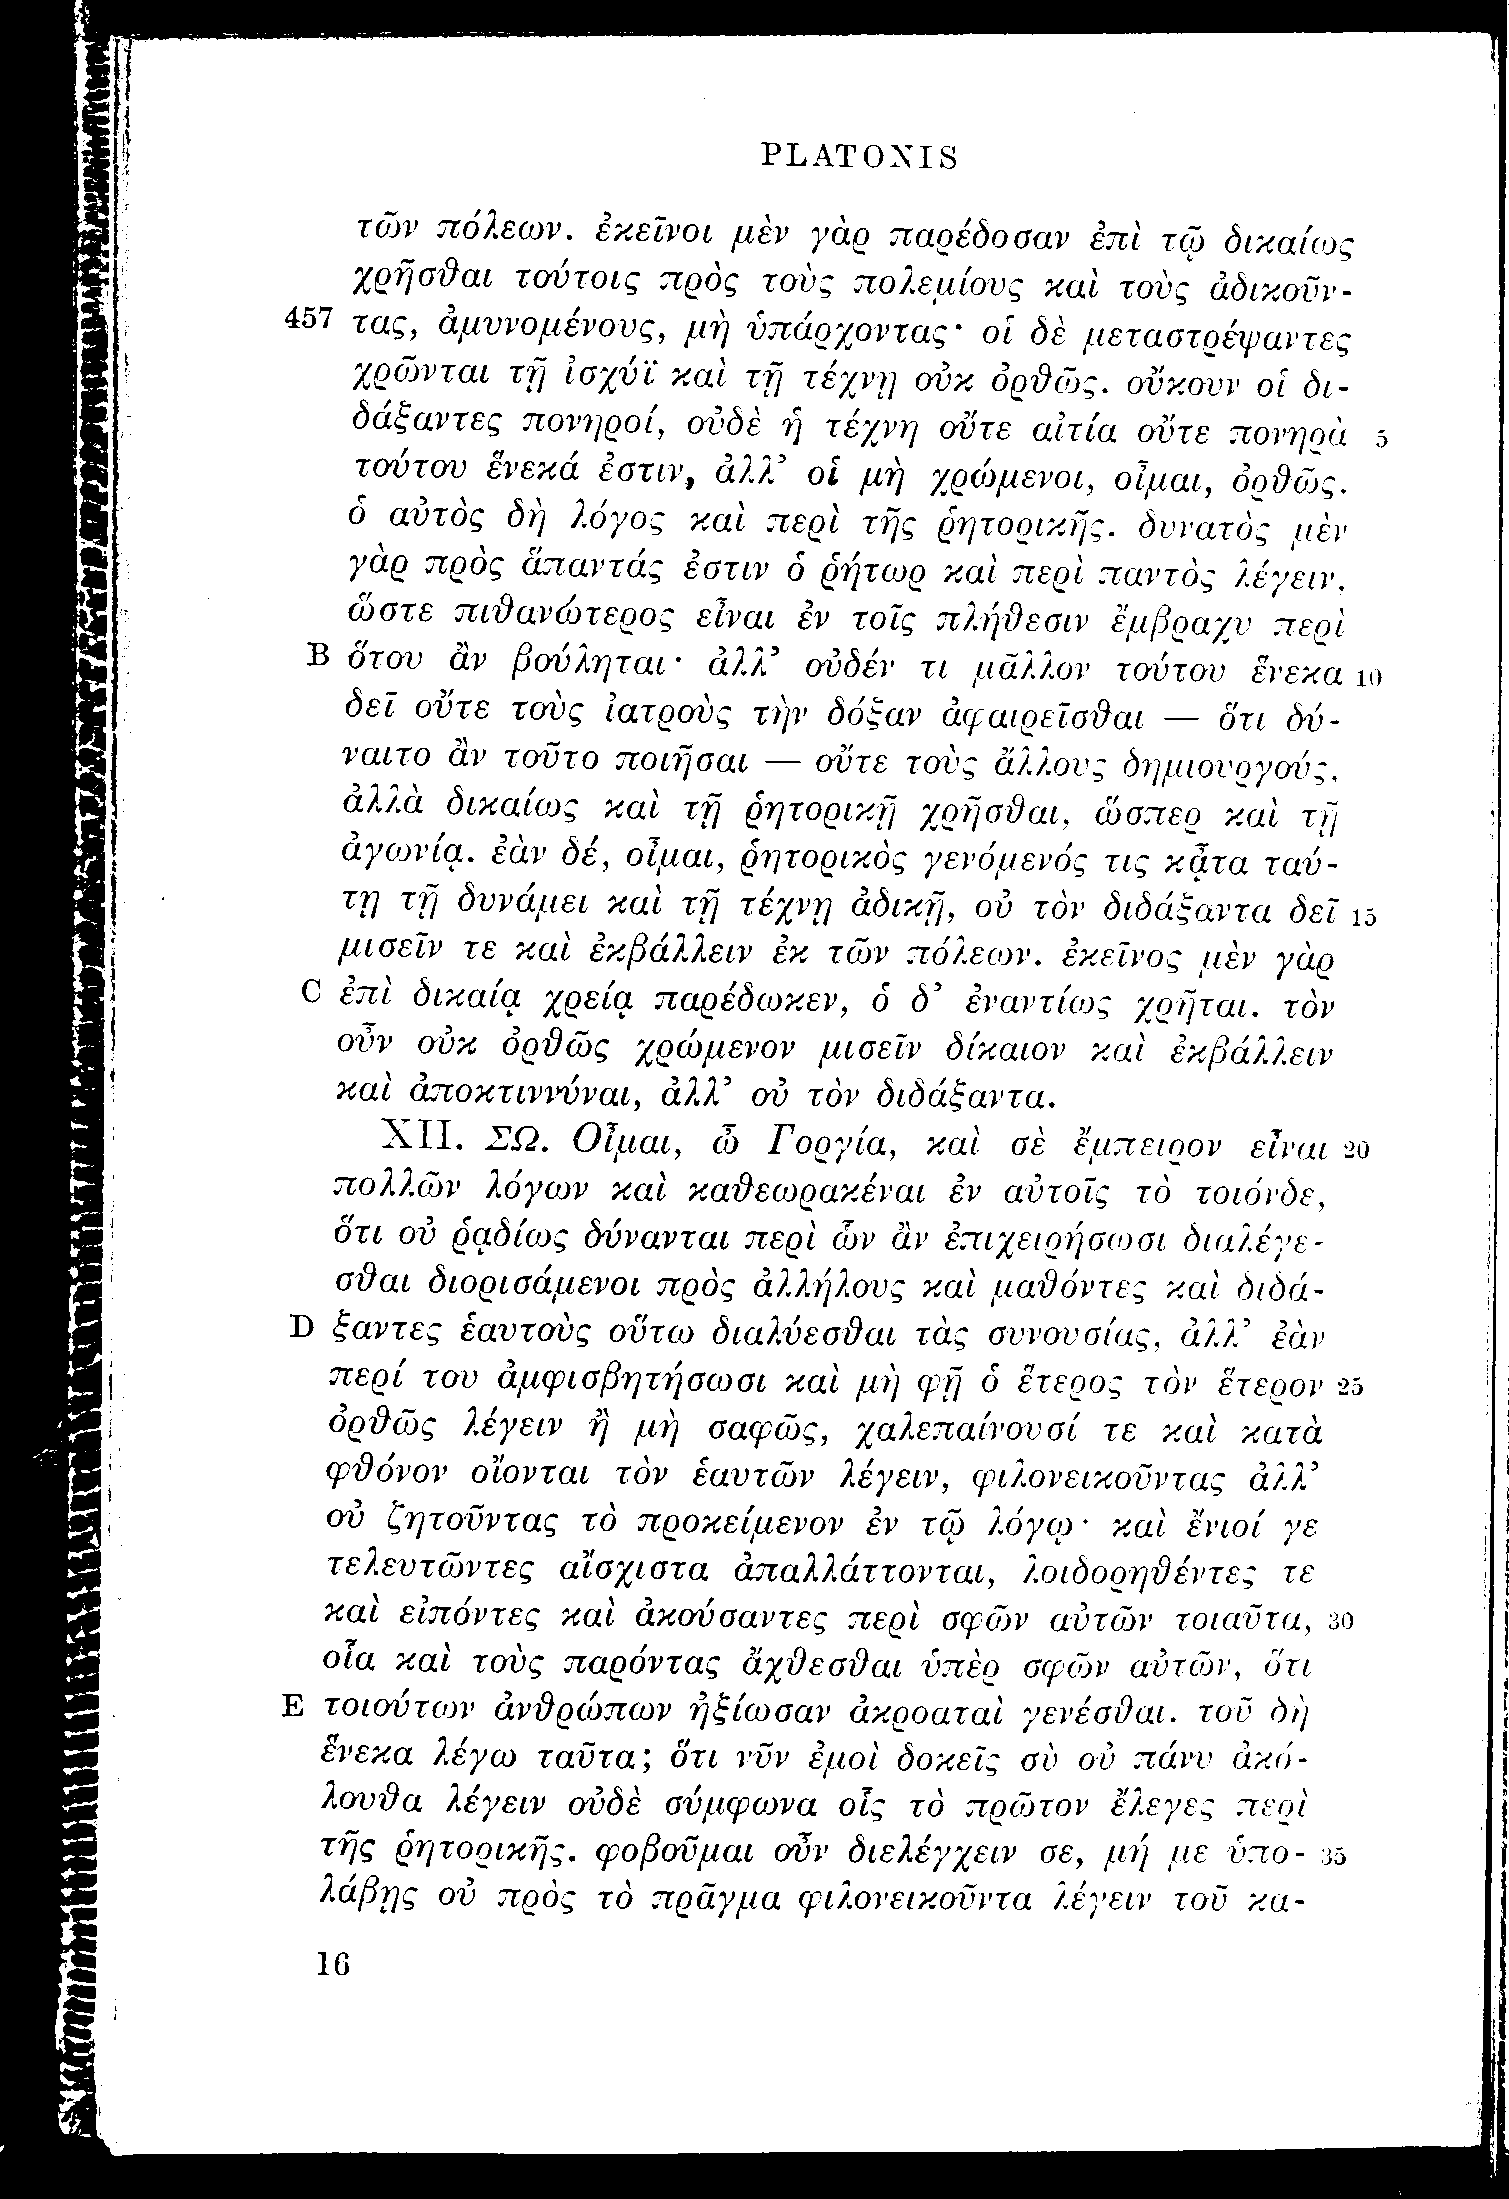 PLATONIS
τῶν πόλεων. ἐκεῖνοι μὲν γὰρ παρέδοσαν ἐπὶ τῷ δικαίως
χρῆσθαι τούτοις πρὸς τοὺς πολεμίους καὶ τοὺς ἀδικοῦν-
457 τας, ἀμυνομένους, μὴ ὑπάρχοντας· οἱ δὲ μεταστρέψαντες
χρῶνται τῇ ἰσχύϊ καὶ τῇ τέχνῃ οὐκ ὀρθῶς. οὔκουν οἱ δι-
δάξαντες πονηροί, οὐδὲ ἡ τέχνη οὔτε αἰτία οὔτε πονηρὰ 5
τούτου ἕνεκά ἐστιν, ἀλλ’ οἱ μὴ χρώμενοι, οἶμαι, ὀρθῶς.
ὁ αὐτὸς δὴ λόγος καὶ περὶ τῆς ῥητορικῆς. δυνατὸς μὲν
γὰρ πρὸς ἅπαντάς ἐστιν ὁ ῥήτωρ καὶ περὶ παντὸς λέγειν,
ὥστε πιθανώτερος εἶναι ἐν τοῖς πλήθεσιν ἔμβραχυ περὶ
B ὅτου ἂν βούληται· ἀλλ’ οὐδέν τι μᾶλλον τούτου ἕνεκα 10
δεῖ οὔτε τοὺς ἰατροὺς τὴν δόξαν ἀφαιρεῖσθαι — ὅτι δύ-
ναιτο ἂν τοῦτο ποιῆσαι — οὔτε τοὺς ἄλλους δημιουργούς,
ἀλλὰ δικαίως καὶ τῇ ῥητορικῇ χρῆσθαι, ὥσπερ καὶ τῇ
ἀγωνίᾳ. ἐὰν δέ, οἶμαι, ῥητορικὸς γενόμενός τις κᾆτα ταύ-
τῃ τῇ δυνάμει καὶ τῇ τέχνῃ ἀδικῇ, οὐ τὸν διδάξαντα δεῖ 15
μισεῖν τε καὶ ἐκβάλλειν ἐκ τῶν πόλεων. ἐκεῖνος μὲν γὰρ
C ἐπὶ δικαίᾳ χρείᾳ παρέδωκεν, ὁ δ’ ἐναντίως χρῆται. τὸν
οὖν οὐκ ὀρθῶς χρώμενον μισεῖν δίκαιον καὶ ἐκβάλλειν
καὶ ἀποκτιννύναι, ἀλλ’ οὐ τὸν διδάξαντα.
XII. ΣΩ. Οἶμαι, ὦ Γοργία, καὶ σὲ ἔμπειρον εἶναι 20
πολλῶν λόγων καὶ καθεωρακέναι ἐν αὐτοῖς τὸ τοιόνδε,
ὅτι οὐ ῥᾳδίως δύνανται περὶ ὧν ἂν ἐπιχειρήσωσι διαλέγε-
σθαι διορισάμενοι πρὸς ἀλλήλους καὶ μαθόντες καὶ διδά-
D ξαντες ἑαυτοὺς οὕτω διαλύεσθαι τὰς συνουσίας, ἀλλ’ ἐὰν
περί του ἀμφισβητήσωσι καὶ μὴ φῇ ὁ ἕτερος τὸν ἕτερον 25
ὀρθῶς λέγειν ἢ μὴ σαφῶς, χαλεπαίνουσί τε καὶ κατὰ
φθόνον οἴονται τὸν ἑαυτῶν λέγειν, φιλονεικοῦντας ἀλλ’
οὐ ζητοῦντας τὸ προκείμενον ἐν τῷ λόγῳ· καὶ ἔνιοί γε
τελευτῶντες αἴσχιστα ἀπαλλάττονται, λοιδορηθέντες τε
καὶ εἰπόντες καὶ ἀκούσαντες περὶ σφῶν αὐτῶν τοιαῦτα, 30
οἷα καὶ τοὺς παρόντας ἄχθεσθαι ὑπὲρ σφῶν αὐτῶν, ὅτι
E τοιούτων ἀνθρώπων ἠξίωσαν ἀκροαταὶ γενέσθαι. τοῦ δὴ
ἕνεκα λέγω ταῦτα; ὅτι νῦν ἐμοὶ δοκεῖς σὺ οὐ πάνυ ἀκό-
λουθα λέγειν οὐδὲ σύμφωνα οἷς τὸ πρῶτον ἔλεγες περὶ
τῆς ῥητορικῆς. φοβοῦμαι οὖν διελέγχειν σε, μή με ὑπο- 35
λάβῃς οὐ πρὸς τὸ πρᾶγμα φιλονεικοῦντα λέγειν τοῦ κα-
16